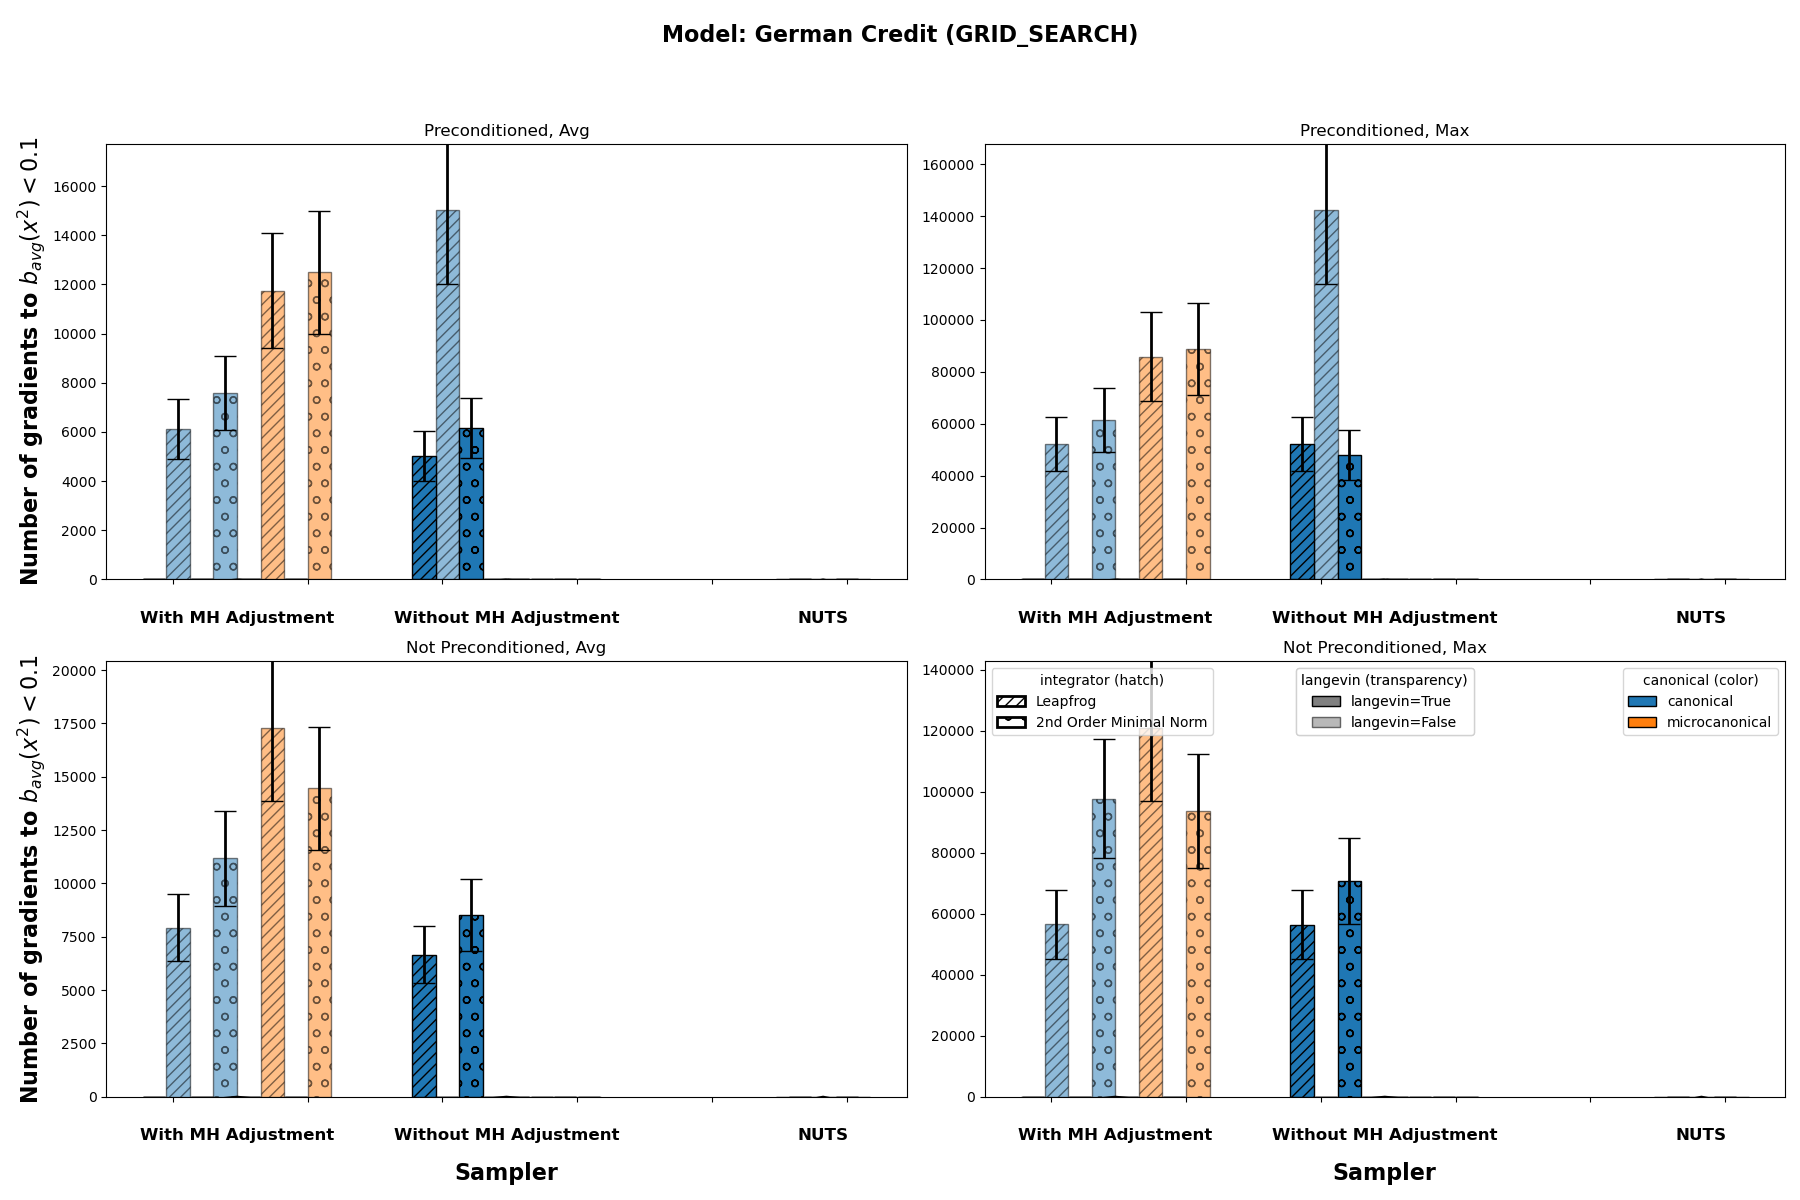 Model: German Credit (GRID_SEARCH)
Preconditioned, Avg
Number of gradients to b_{avg}(x^2) < 0.1
16000
14000
12000
10000
8000
6000
4000
2000
0
With MH Adjustment
Without MH Adjustment
NUTS
Preconditioned, Max
160000
140000
120000
100000
80000
60000
40000
20000
0
With MH Adjustment
Without MH Adjustment
NUTS
Not Preconditioned, Avg
Number of gradients to b_{avg}(x^2) < 0.1
20000
17500
15000
12500
10000
7500
5000
2500
0
With MH Adjustment
Without MH Adjustment
NUTS
Sampler
Not Preconditioned, Max
140000
120000
100000
80000
60000
40000
20000
0
integrator (hatch)
Leapfrog
2nd Order Minimal Norm
langevin (transparency)
langevin=True
langevin=False
canonical (color)
canonical
microcanonical
With MH Adjustment
Without MH Adjustment
NUTS
Sampler